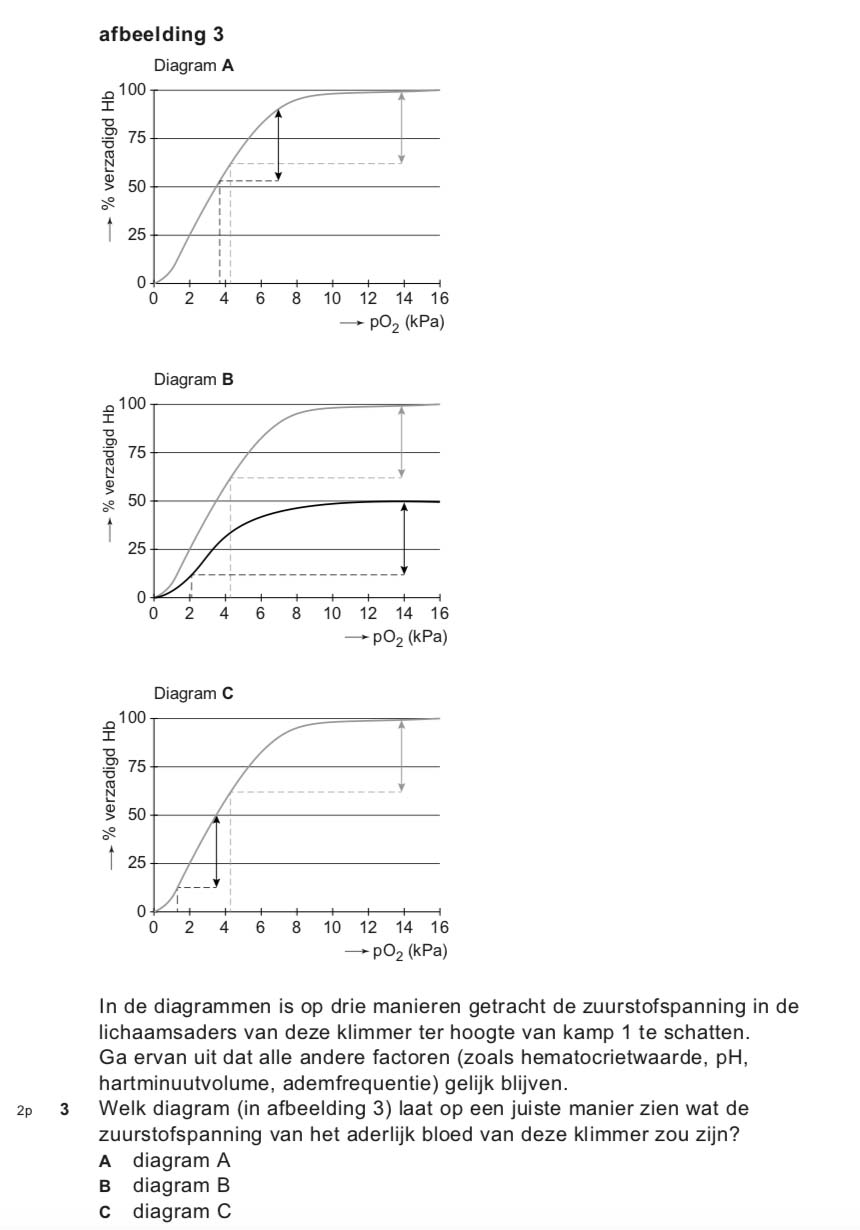 afbeelding 3
Diagram A
→ % verzadigd Hb
100
75
50
25
0
0 2 4 6 8 10 12 14 16
→ pO₂ (kPa)
Diagram B
→ % verzadigd Hb
100
75
50
25
0
0 2 4 6 8 10 12 14 16
→ pO₂ (kPa)
Diagram C
→ % verzadigd Hb
100
75
50
25
0
0 2 4 6 8 10 12 14 16
→ pO₂ (kPa)
In de diagrammen is op drie manieren getracht de zuurstofspanning in de
lichaamsaders van deze klimmer ter hoogte van kamp 1 te schatten.
Ga ervan uit dat alle andere factoren (zoals hematocrietwaarde, pH,
hartminuutvolume, ademfrequentie) gelijk blijven.
2p 3 Welk diagram (in afbeelding 3) laat op een juiste manier zien wat de
zuurstofspanning van het aderlijk bloed van deze klimmer zou zijn?
A diagram A
B diagram B
C diagram C